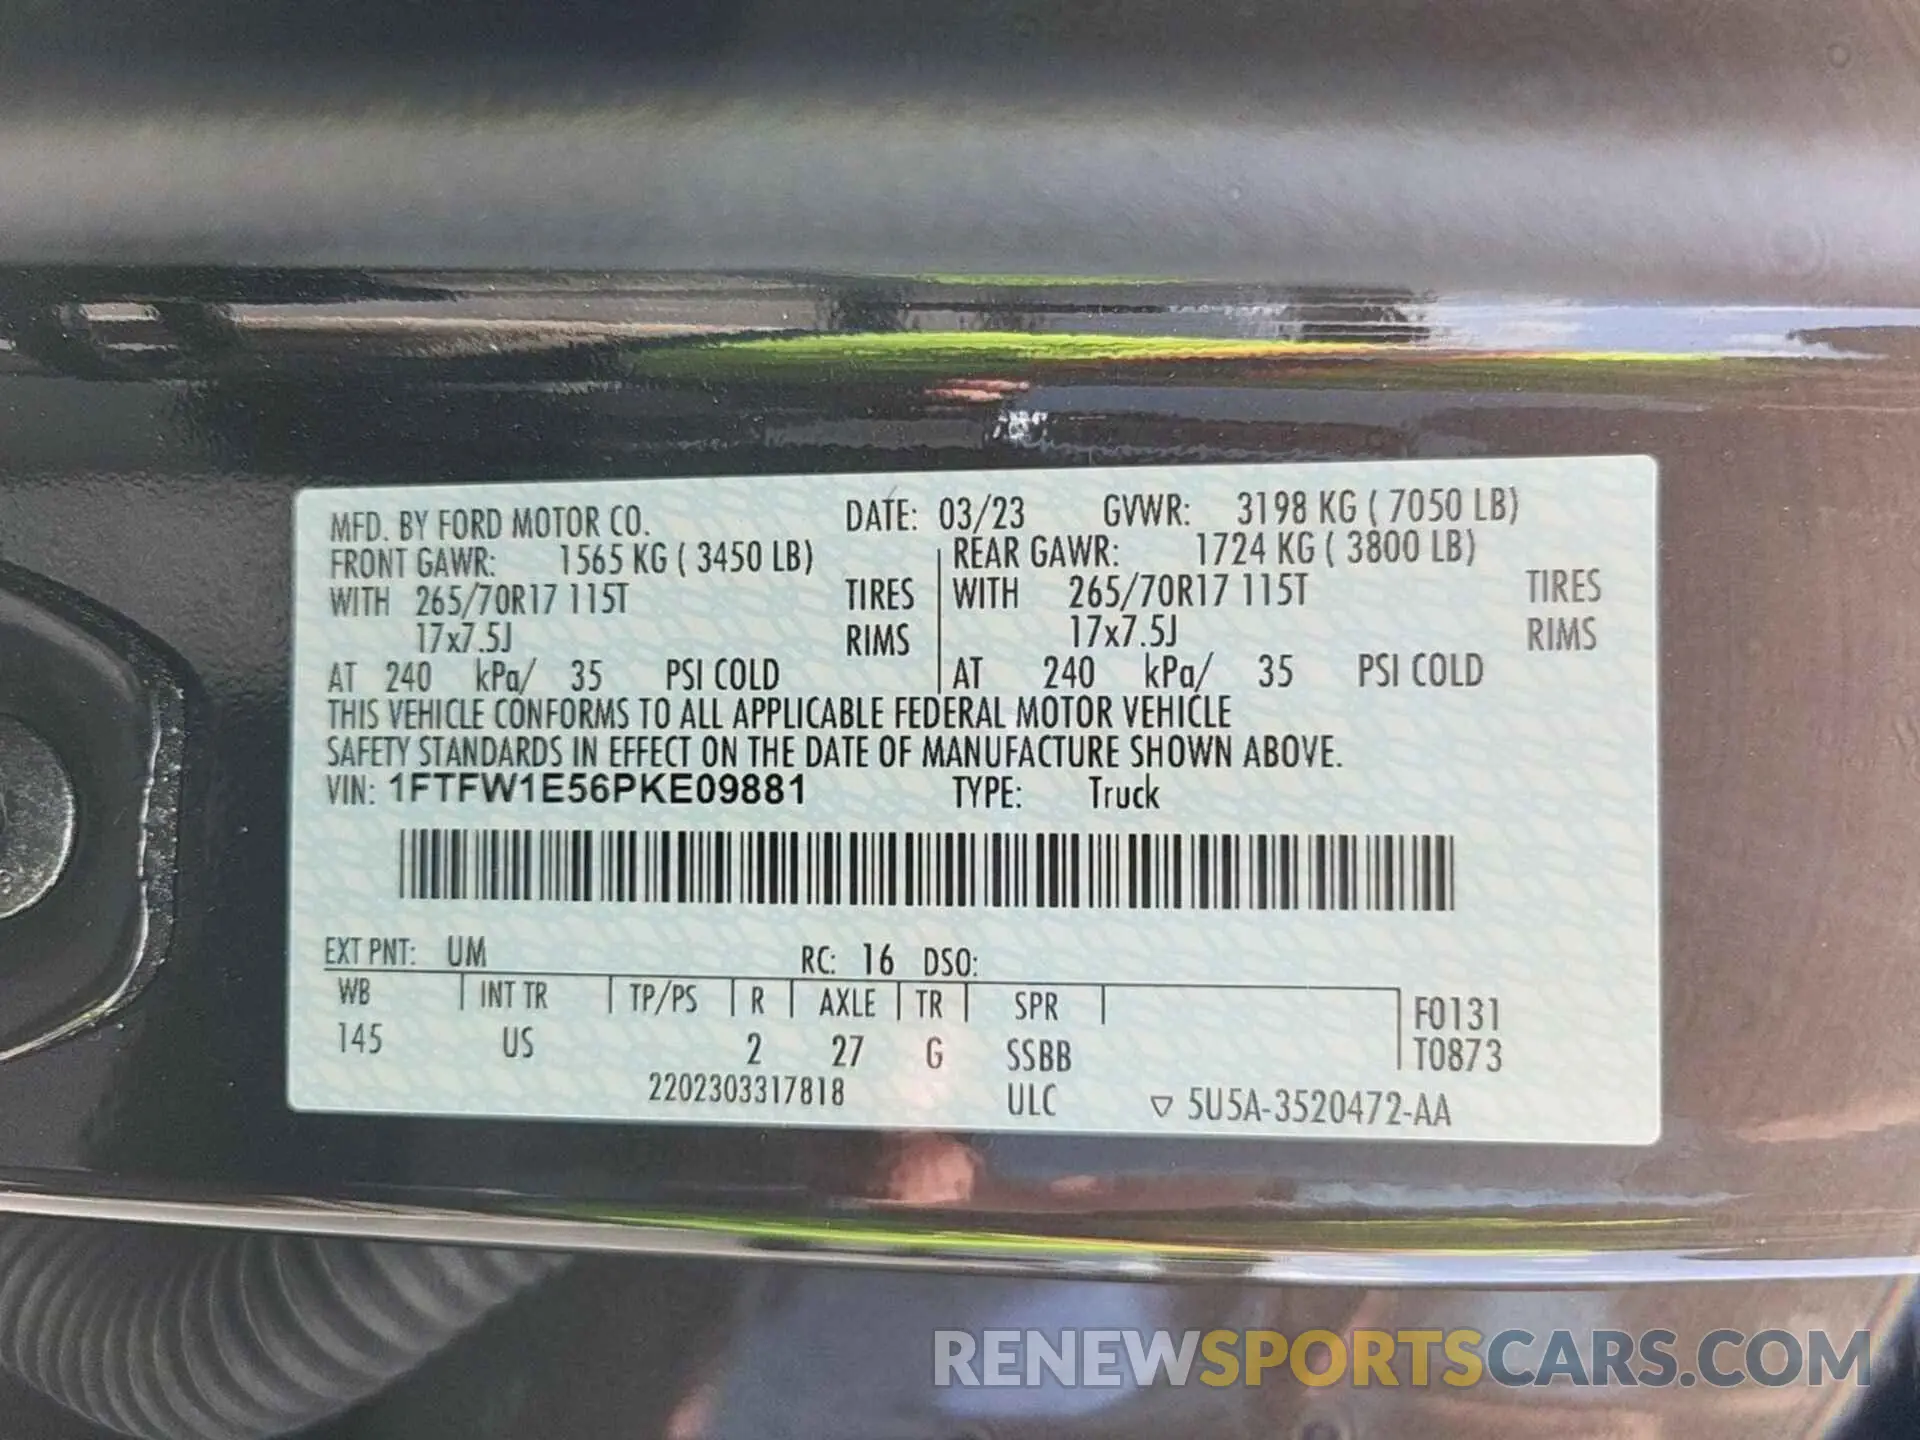 MFD. BY FORD MOTOR CO. DATE: 03/23 GVWR: 3198 KG ( 7050 LB)
FRONT GAWR: 1565 KG ( 3450 LB) REAR GAWR: 1724 KG ( 3800 LB)
WITH 265/70R17 115T TIRES WITH 265/70R17 115T TIRES
17x7.5J RIMS 17x7.5J RIMS
AT 240 kPa/ 35 PSI COLD AT 240 kPa/ 35 PSI COLD
THIS VEHICLE CONFORMS TO ALL APPLICABLE FEDERAL MOTOR VEHICLE
SAFETY STANDARDS IN EFFECT ON THE DATE OF MANUFACTURE SHOWN ABOVE.
VIN: 1FTFW1E56PKE09881 TYPE: Truck
EXT PNT: UM RC: 16 DSO:
WB INT TR TP/PS R AXLE TR SPR F0131
145 US 2 27 G SSBB T0873
2202303317818 ULC ▽ 5U5A-3520472-AA
RENEWSPORTSCARS.COM